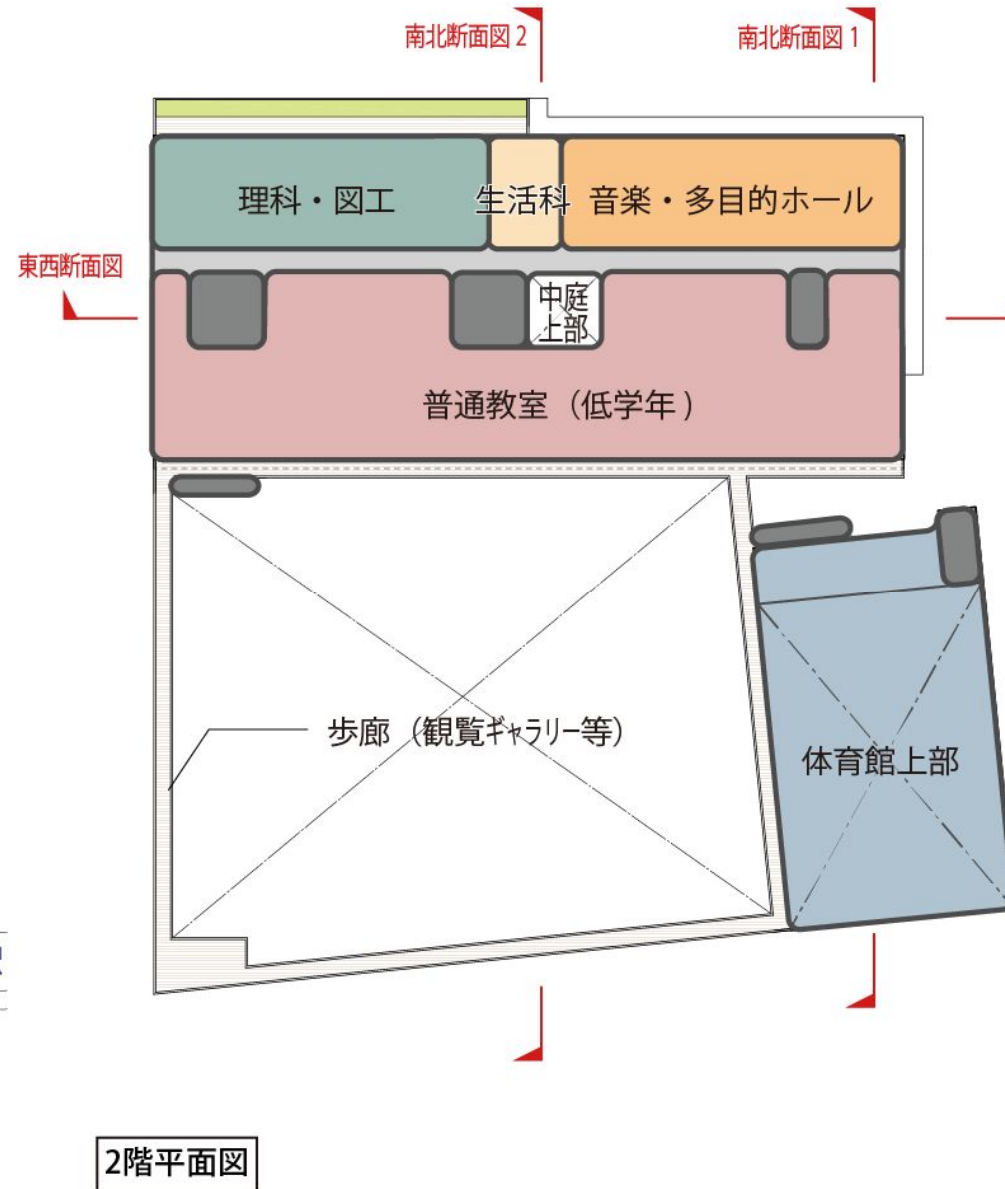 南北断面図 2
南北断面図 1
理科・図工
生活科
音楽・多目的ホール
東西断面図
中庭
上部
普通教室（低学年）
歩廊（観覧ギャラリー等）
体育館上部
2階平面図